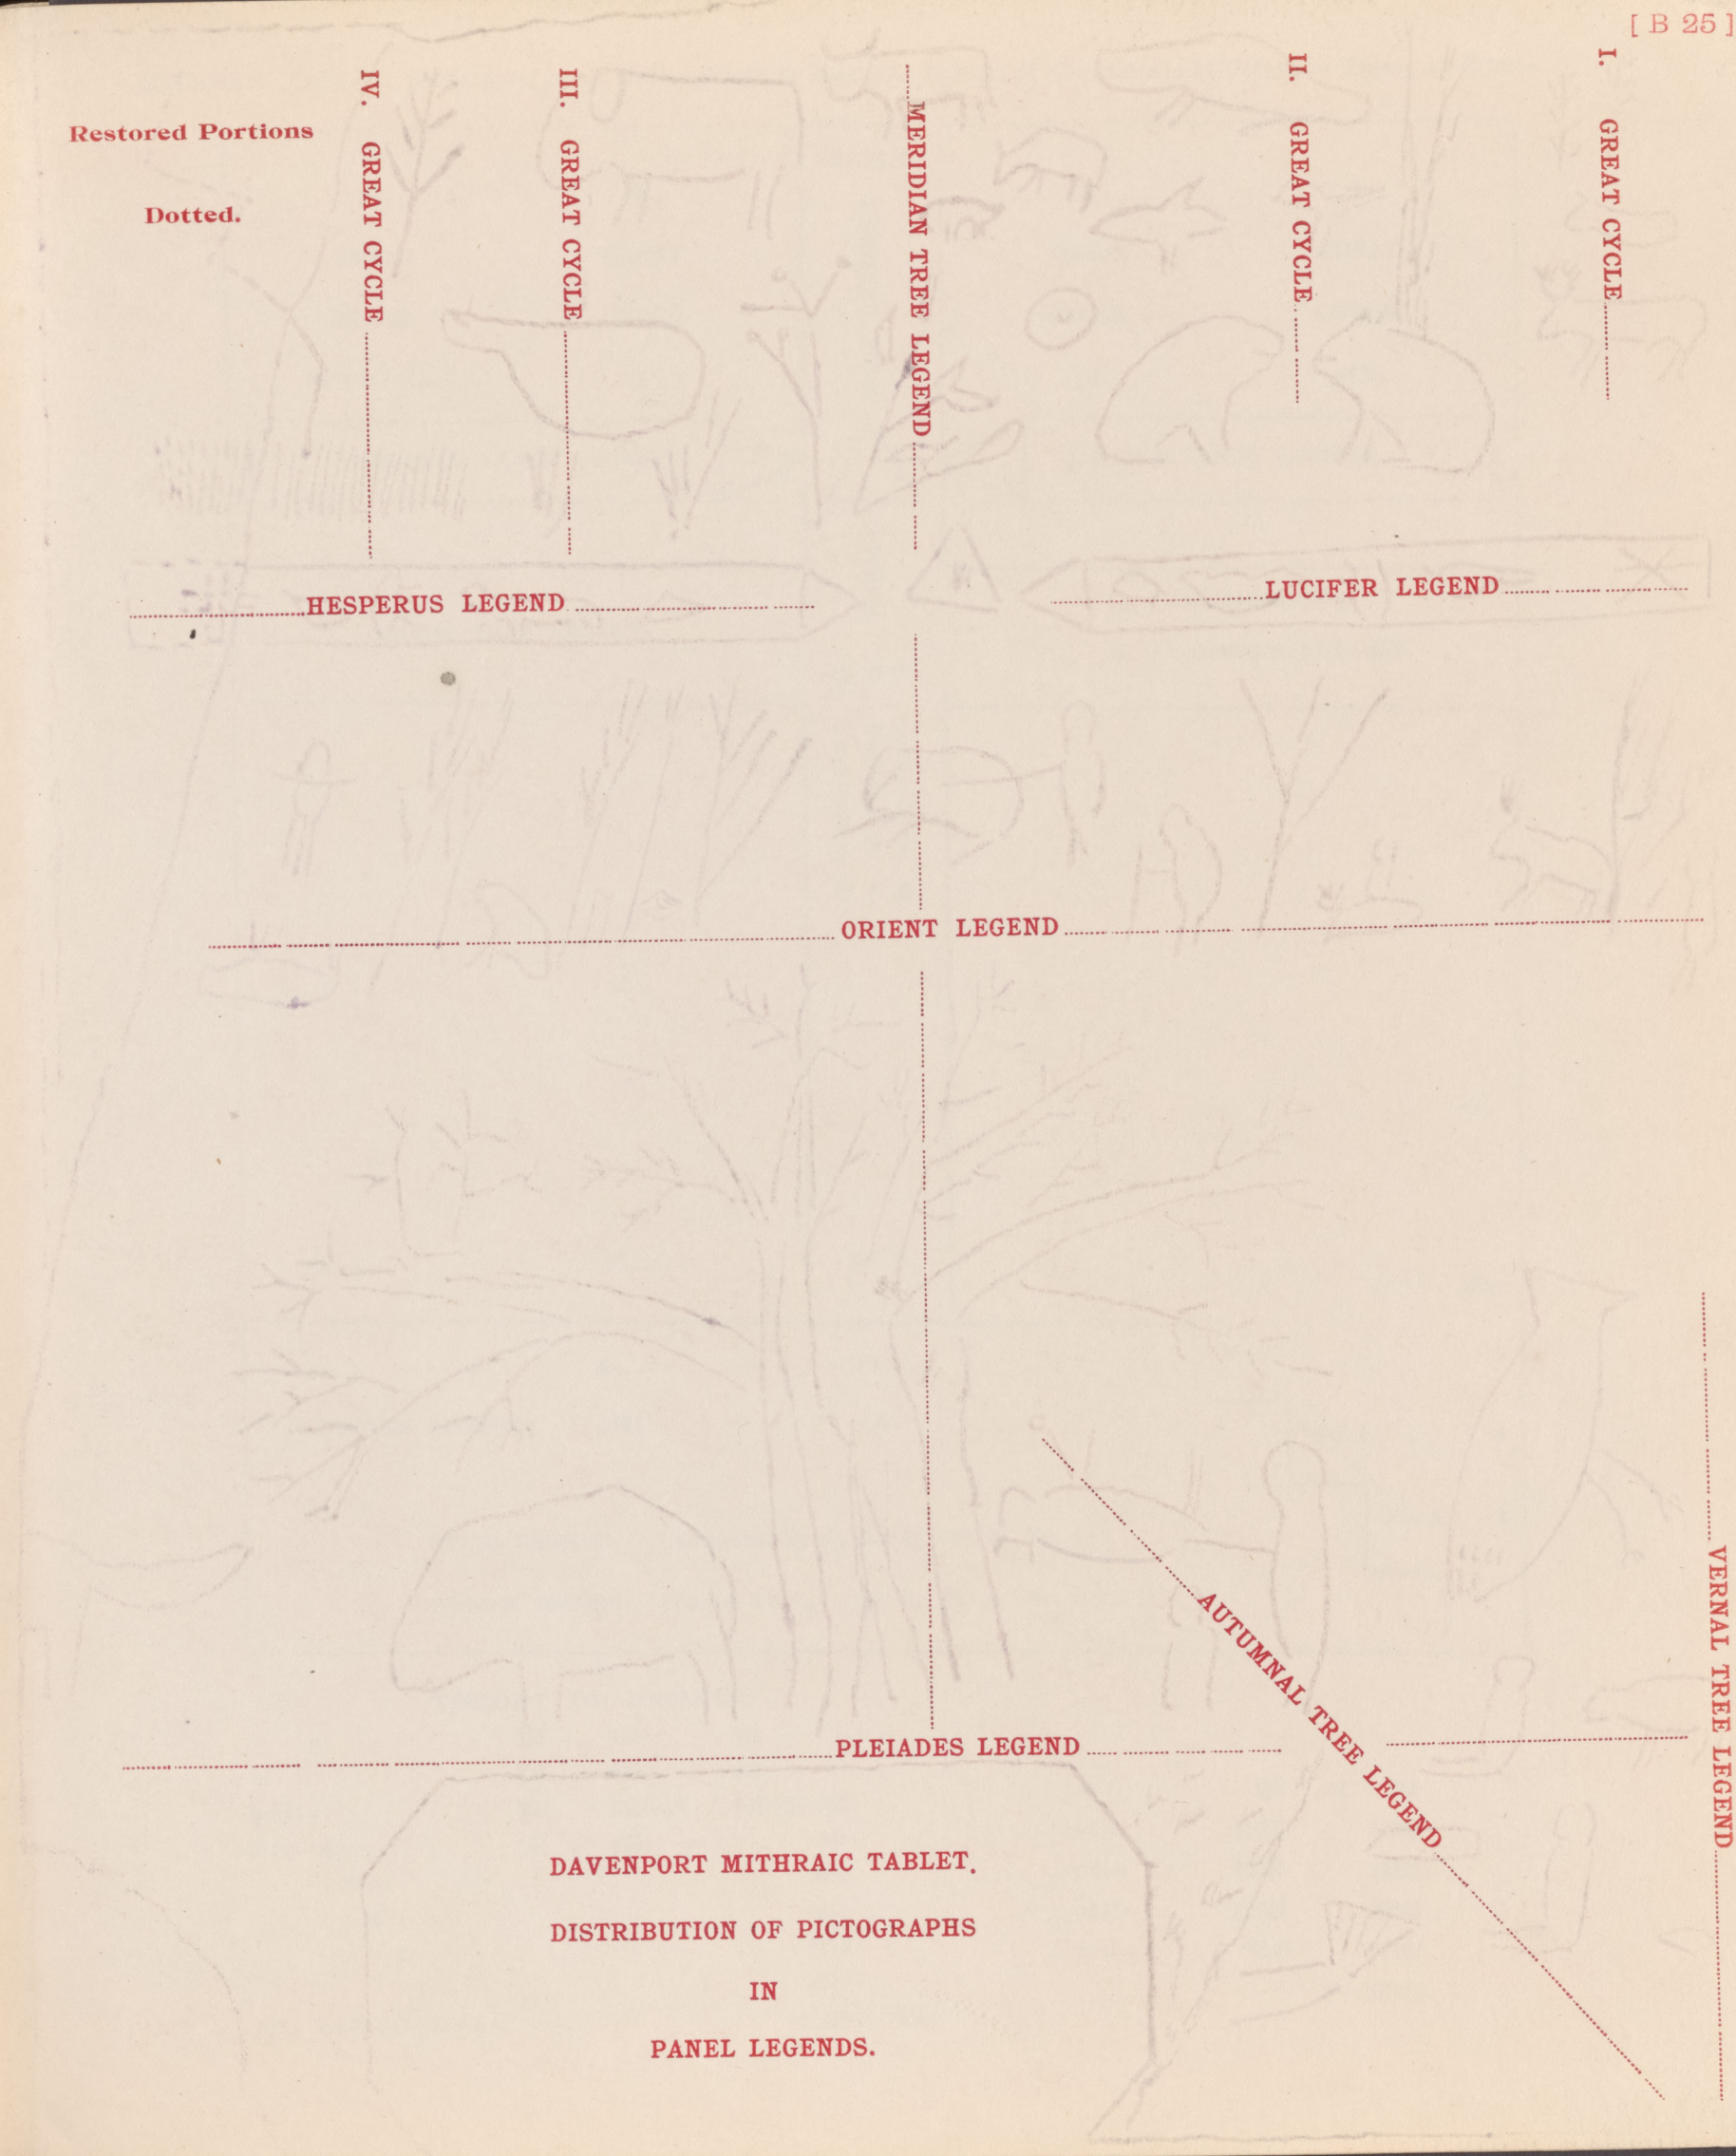 [ B 25 ]
Restored Portions
Dotted.
IV. GREAT CYCLE
III. GREAT CYCLE
MERIDIAN TREE LEGEND
II. GREAT CYCLE
I. GREAT CYCLE
HESPERUS LEGEND
LUCIFER LEGEND
ORIENT LEGEND
AUTUMNAL TREE LEGEND
VERNAL TREE LEGEND
PLEIADES LEGEND
DAVENPORT MITHRAIC TABLET.
DISTRIBUTION OF PICTOGRAPHS
IN
PANEL LEGENDS.